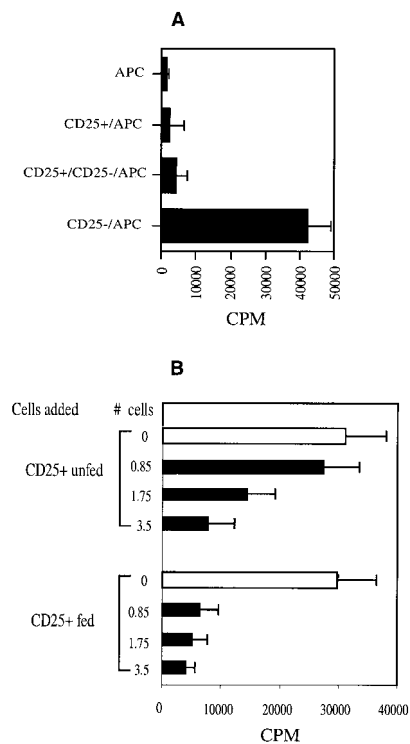 A
APC
CD25+/APC
CD25+/CD25-/APC
CD25-/APC
0 10000 20000 30000 40000 50000
CPM
B
Cells added # cells
0
CD25+ unfed 0.85
1.75
3.5
0
CD25+ fed 0.85
1.75
3.5
0 10000 20000 30000 40000
CPM